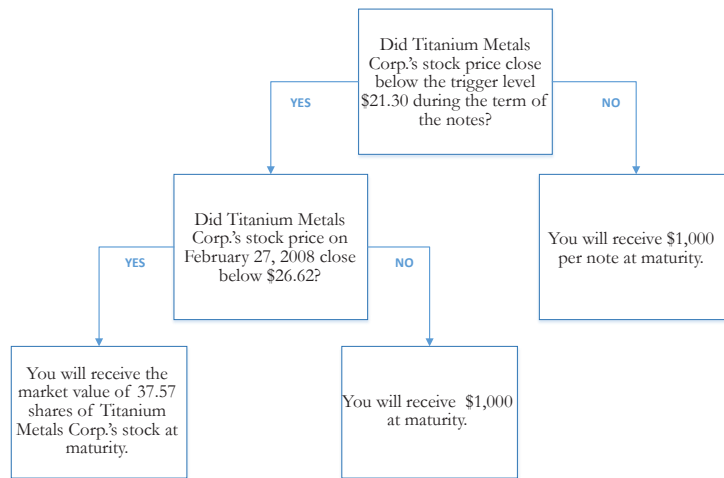 Did Titanium Metals
Corp.'s stock price close
below the trigger level
$21.30 during the term of
the notes?
YES
NO
Did Titanium Metals
Corp.'s stock price on
February 27, 2008 close
below $26.62?
You will receive $1,000
per note at maturity.
YES
NO
You will receive the
market value of 37.57
shares of Titanium
Metals Corp.'s stock at
maturity.
You will receive $1,000
at maturity.